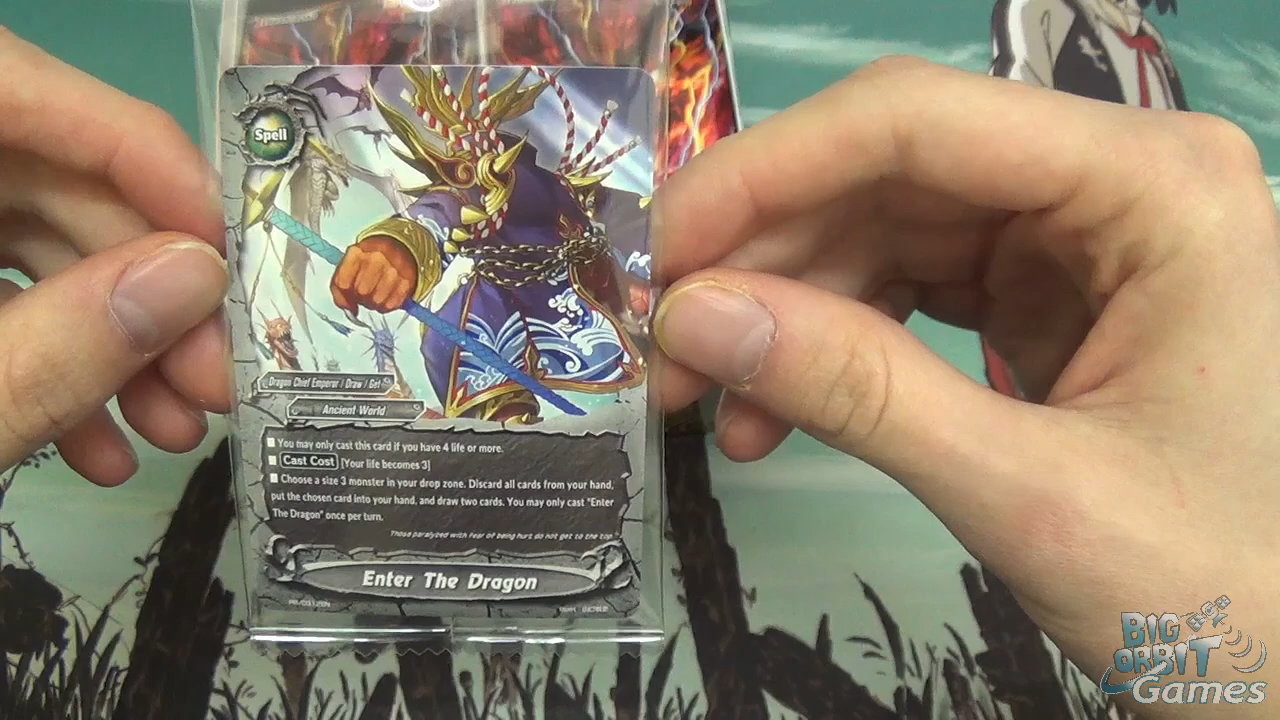 Spell
Dragon Chief Emperor / Draw / Get
Ancient World
You may only cast this card if you have 4 life or more.
Cast Cost [Your life becomes 3]
Choose a size 3 monster in your drop zone. Discard all cards from your hand,
put the chosen card into your hand, and draw two cards. You may only cast "Enter
The Dragon" once per turn.
Those paralyzed with fear of being hurt do not get to the top
Enter The Dragon
BIG
ORBIT
Games